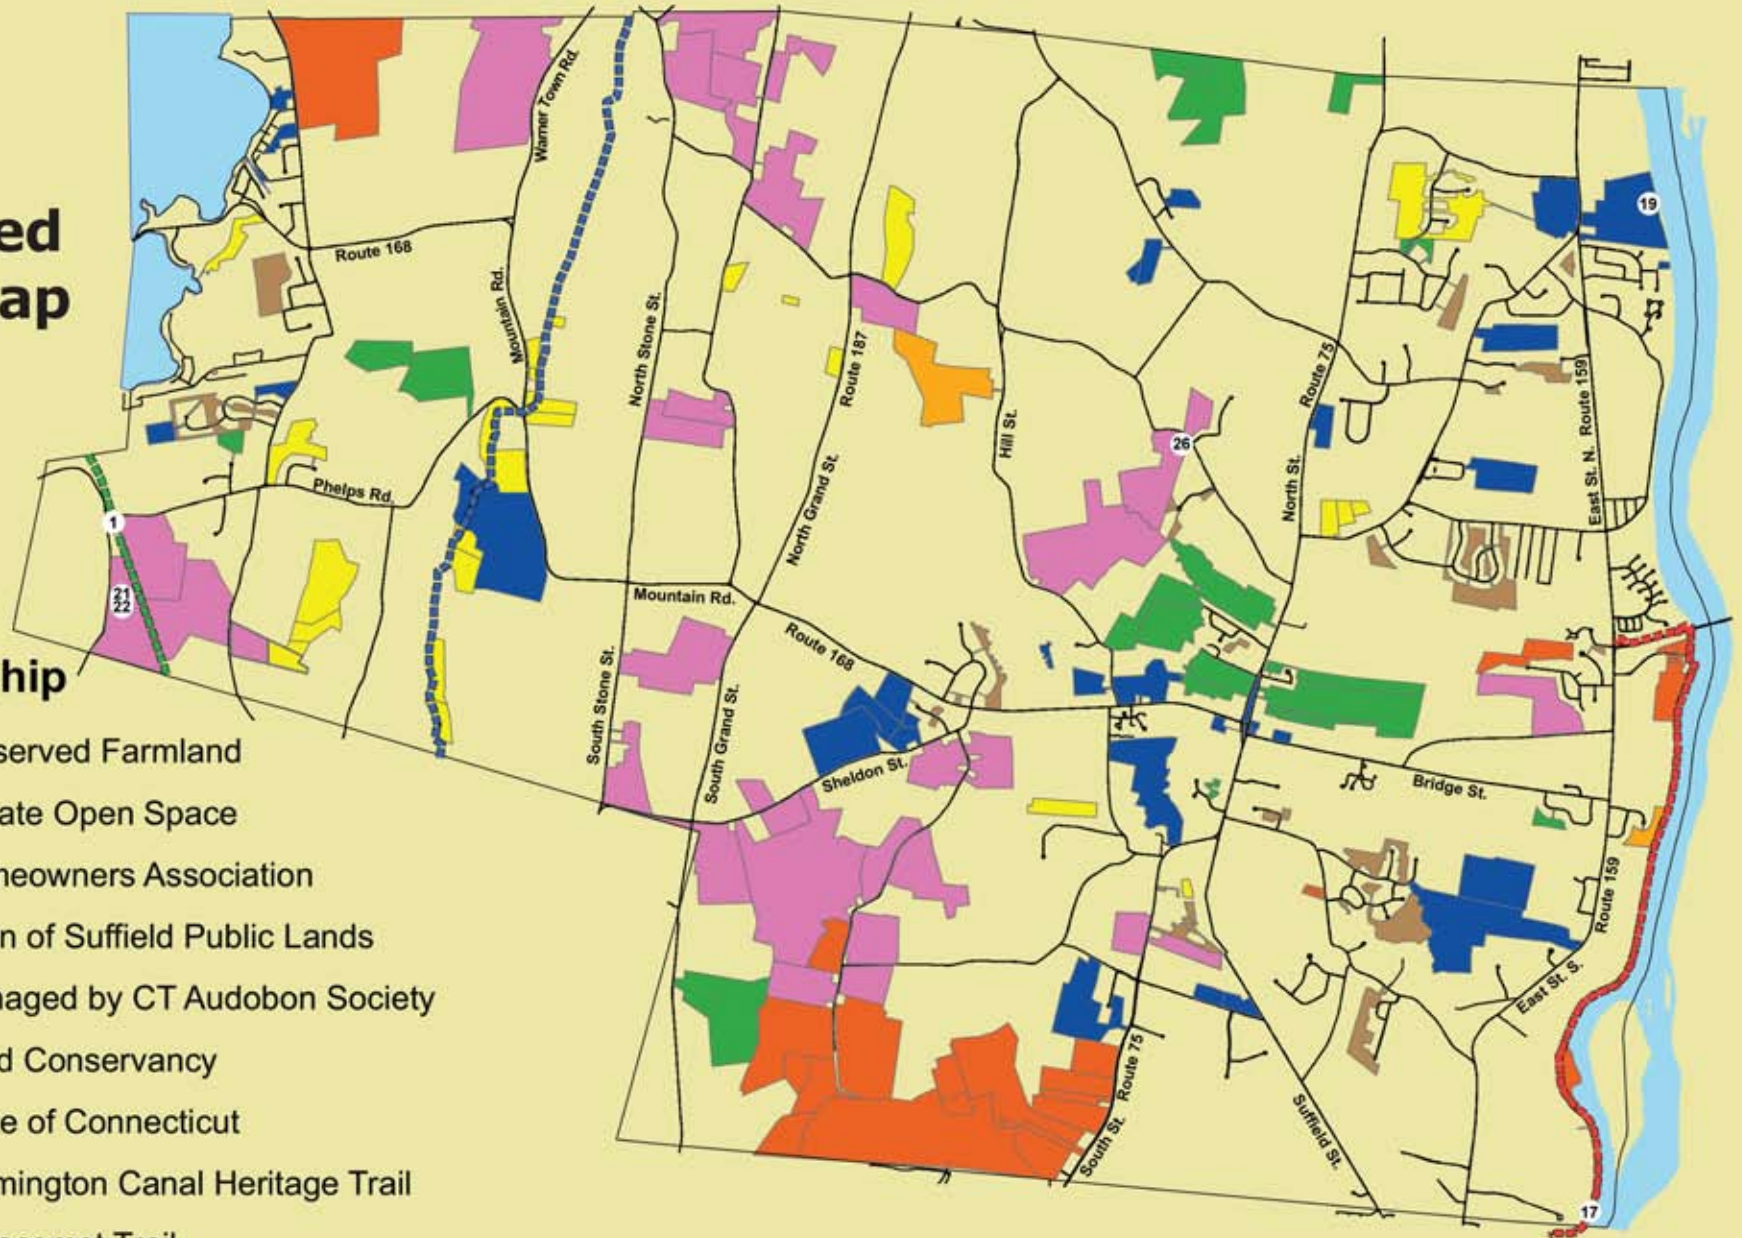 ed
ap
hip
served Farmland
ate Open Space
meowners Association
n of Suffield Public Lands
naged by CT Audobon Society
d Conservancy
e of Connecticut
mington Canal Heritage Trail
Warner Town Rd.
Route 168
Mountain Rd.
North Stone St.
Route 187
North Grand St.
Hill St.
Route 75
North St.
Route 159
East St. N.
19
26
1
21
22
Phelps Rd.
Mountain Rd.
Route 168
South Stone St.
South Grand St.
Sheldon St.
Bridge St.
Route 159
East St. S.
Route 75
South St.
Suffield St.
17